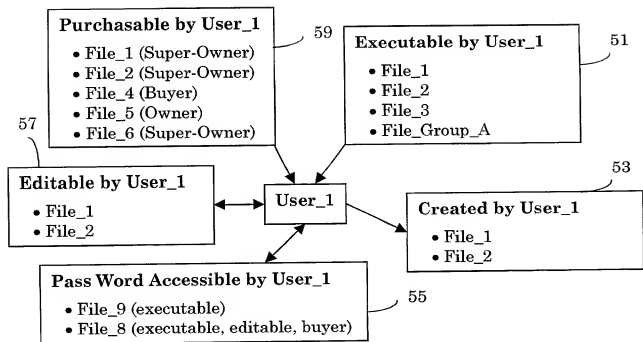 Purchasable by User_1
• File_1 (Super-Owner)
• File_2 (Super-Owner)
• File_4 (Buyer)
• File_5 (Owner)
• File_6 (Super-Owner)
59
Executable by User_1
• File_1
• File_2
• File_3
• File_Group_A
51
57
Editable by User_1
• File_1
• File_2
User_1
53
Created by User_1
• File_1
• File_2
Pass Word Accessible by User_1
• File_9 (executable)
• File_8 (executable, editable, buyer)
55